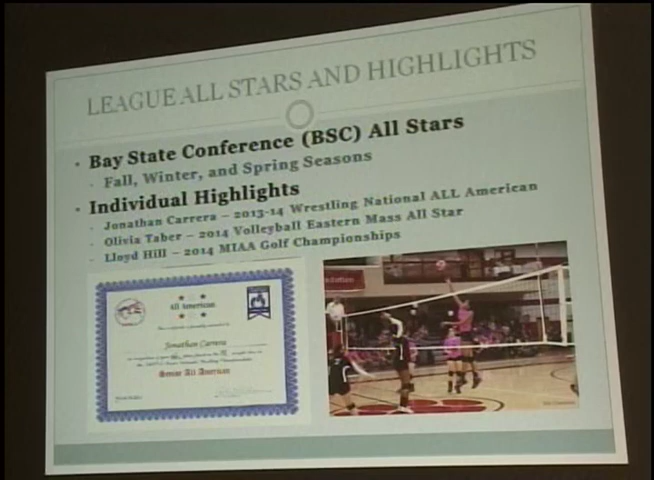 LEAGUE ALL STARS AND HIGHLIGHTS
Bay State Conference (BSC) All Stars
Fall, Winter, and Spring Seasons
Individual Highlights
Jonathan Carrera – 2013-14 Wrestling National ALL American
Olivia Taber – 2014 Volleyball Eastern Mass All Star
Lloyd Hill – 2014 MIAA Golf Championships
All American
Jonathan Carrera
Senior All American